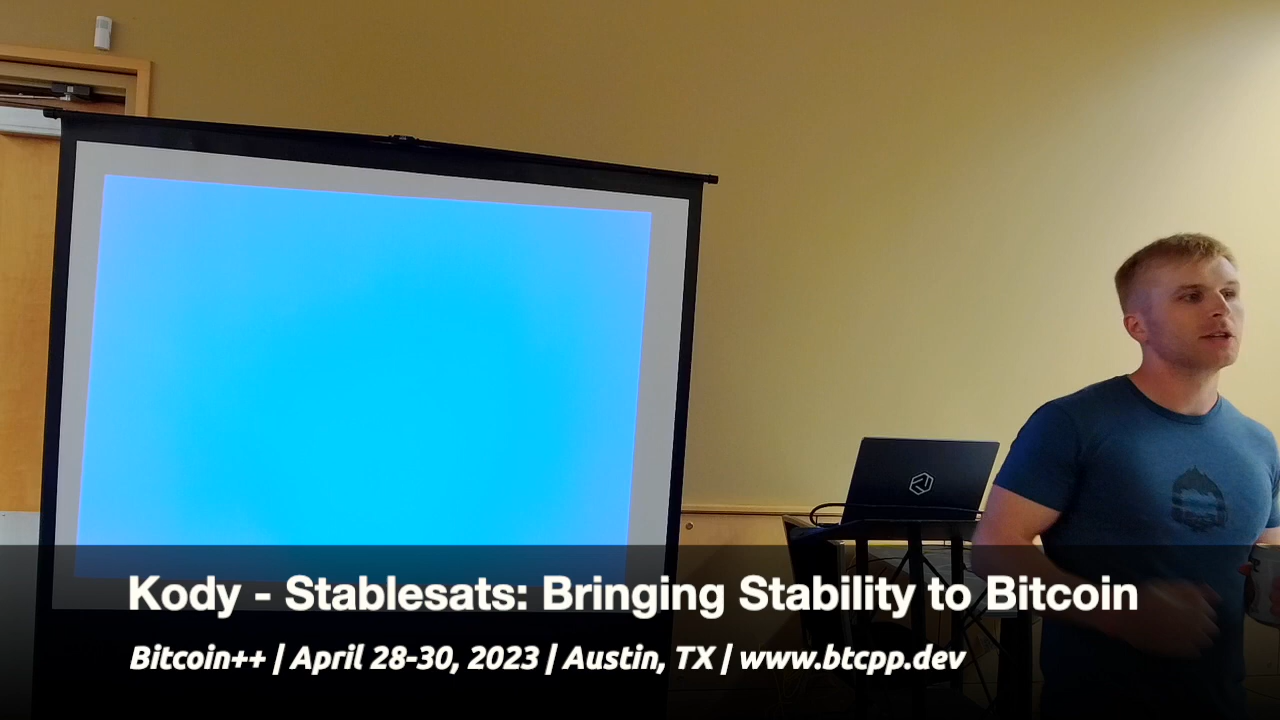 Kody - Stablesats: Bringing Stability to Bitcoin
Bitcoin++ | April 28-30, 2023 | Austin, TX | www.btcpp.dev